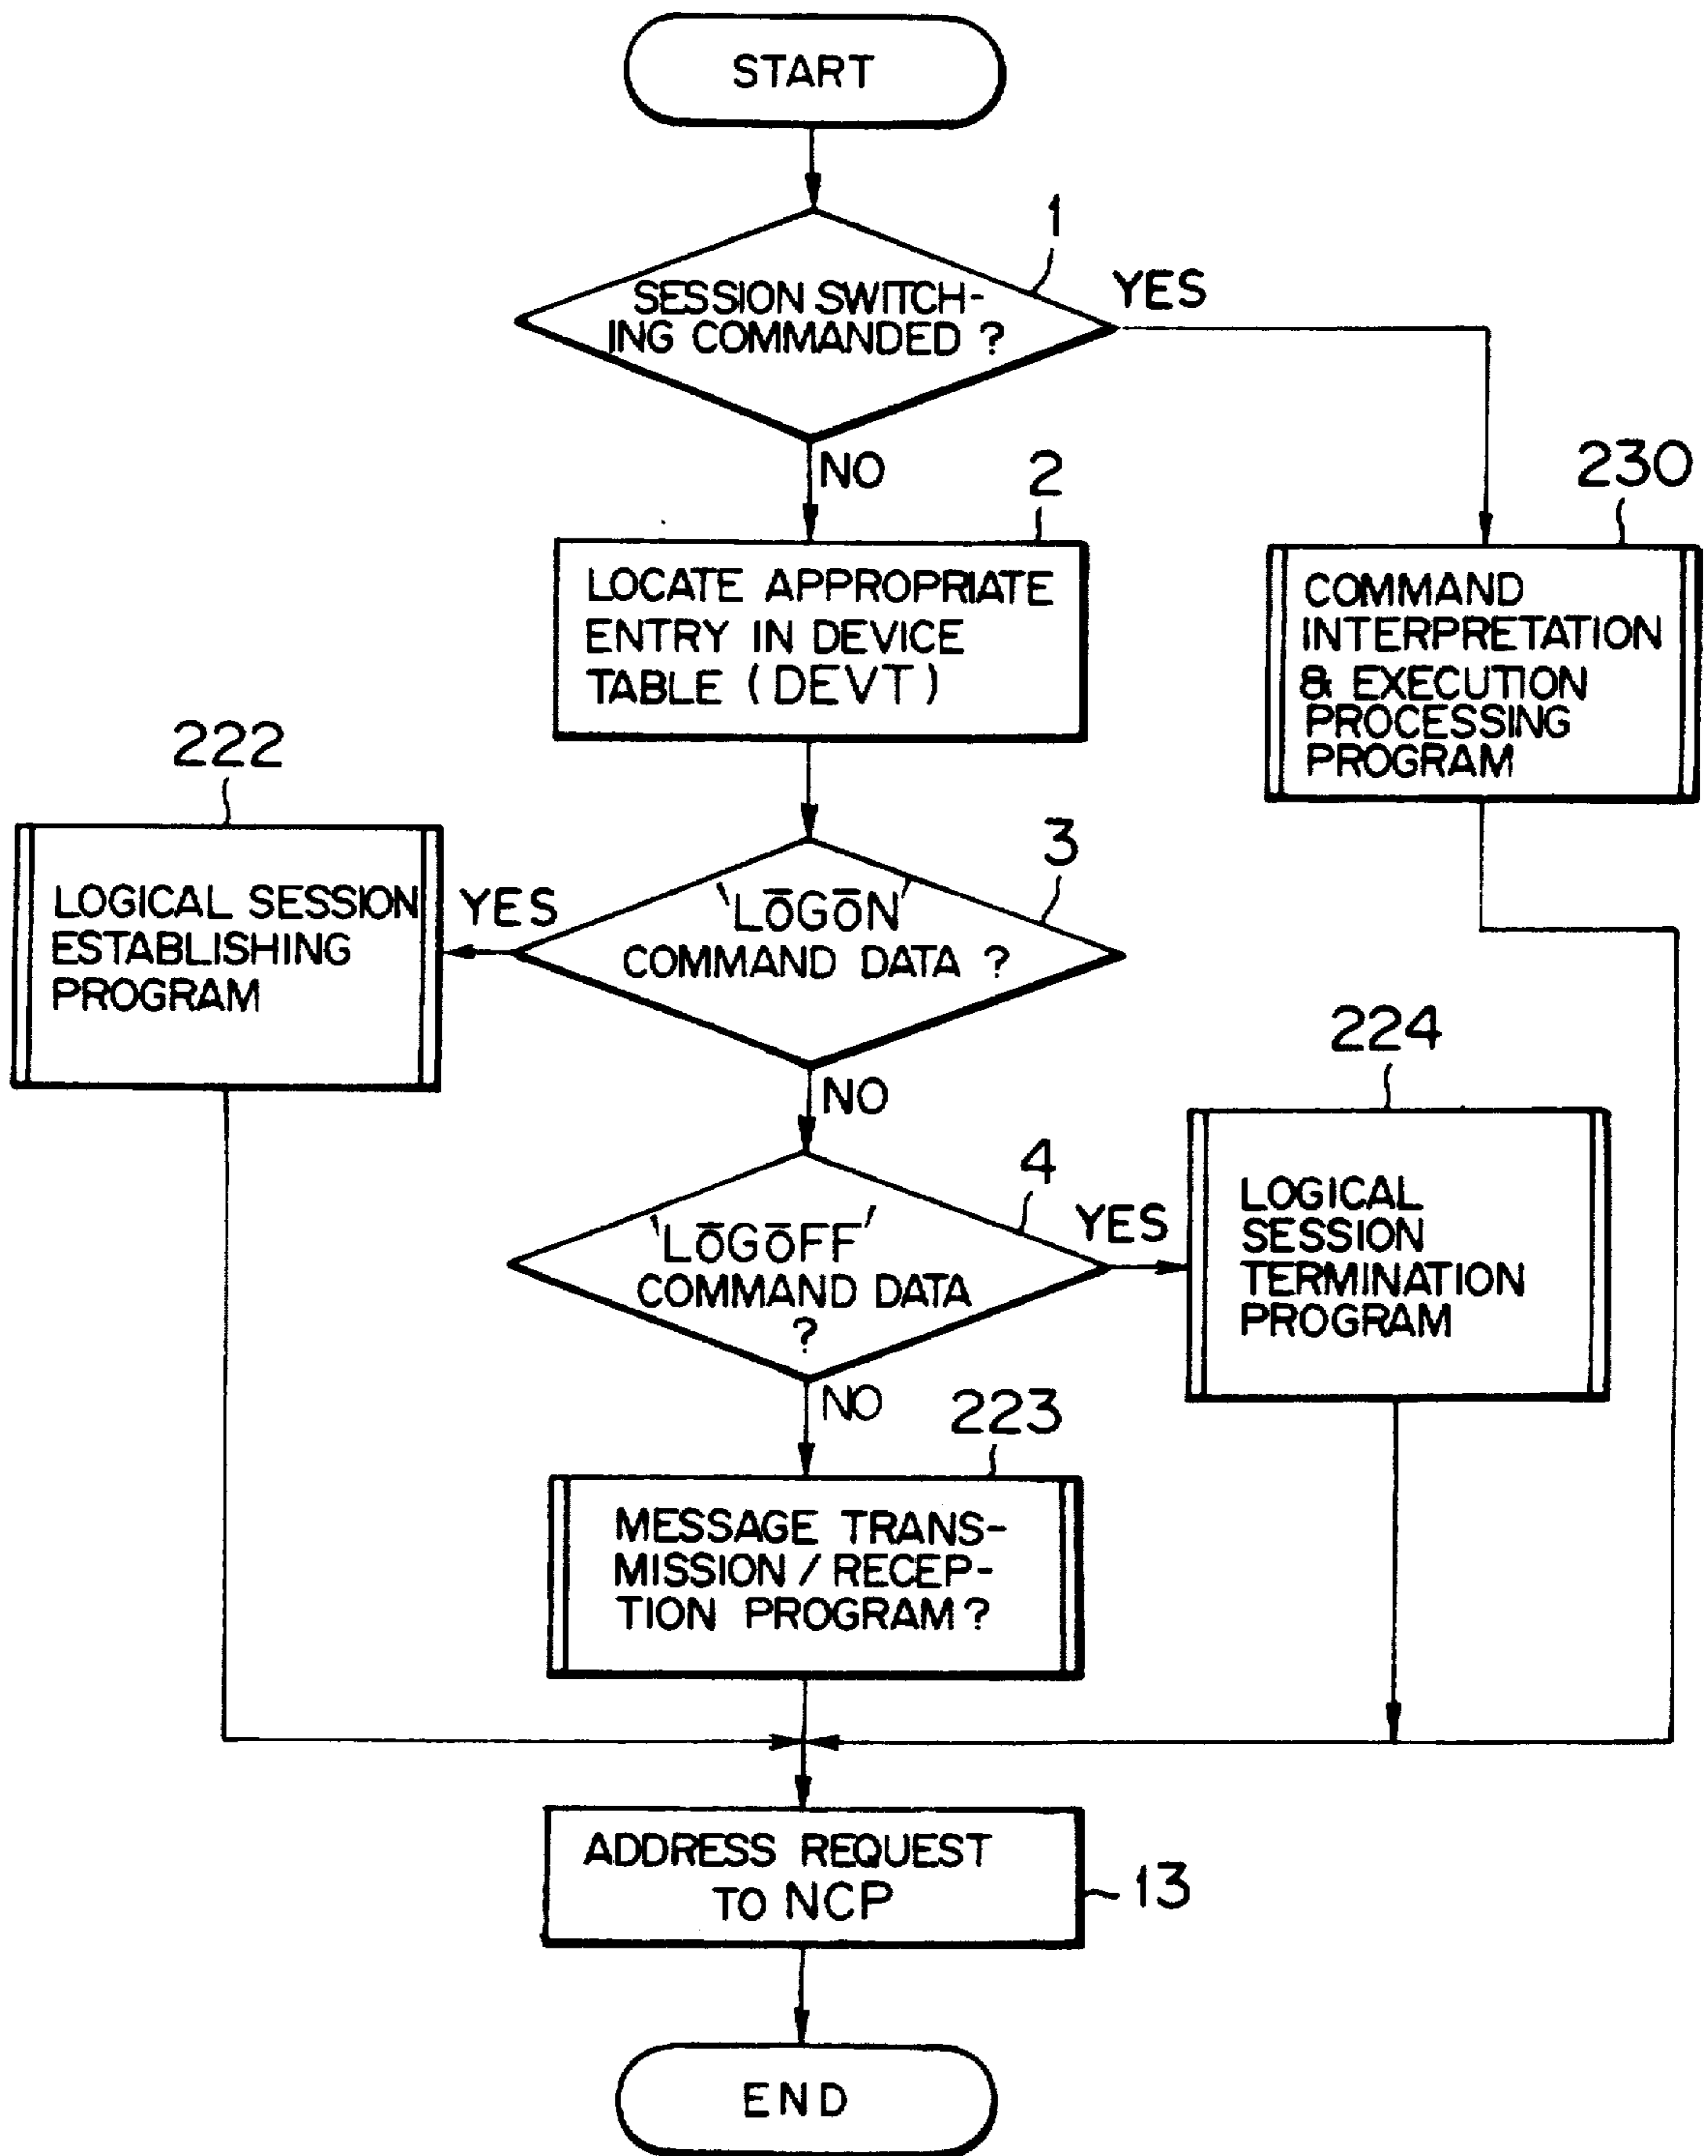 START
1
SESSION SWITCH-
ING COMMANDED ?
YES
NO
2
LOCATE APPROPRIATE
ENTRY IN DEVICE
TABLE (DEVT)
230
COMMAND
INTERPRETATION
& EXECUTION
PROCESSING
PROGRAM
222
LOGICAL SESSION
ESTABLISHING
PROGRAM
YES
3
'LŌGŌN'
COMMAND DATA ?
NO
4
'LŌGŌFF'
COMMAND DATA
?
YES
224
LOGICAL
SESSION
TERMINATION
PROGRAM
NO
223
MESSAGE TRANS-
MISSION / RECEP-
TION PROGRAM ?
ADDRESS REQUEST
TO NCP
13
END